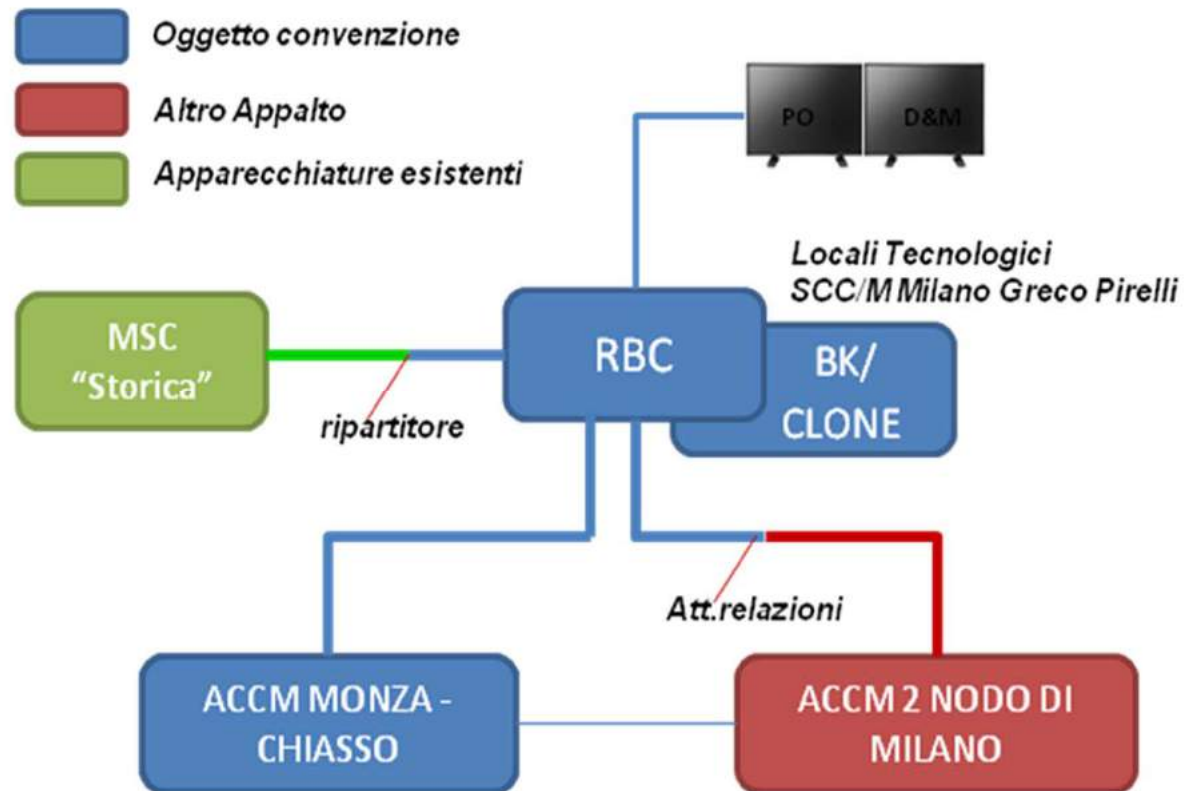 Oggetto convenzione
Altro Appalto
Apparecchiature esistenti
PO
D&M
Locali Tecnologici
SCC/M Milano Greco Pirelli
MSC
“Storica”
RBC
BK/
CLONE
ripartitore
Att.relazioni
ACCM MONZA -
CHIASSO
ACCM 2 NODO DI
MILANO